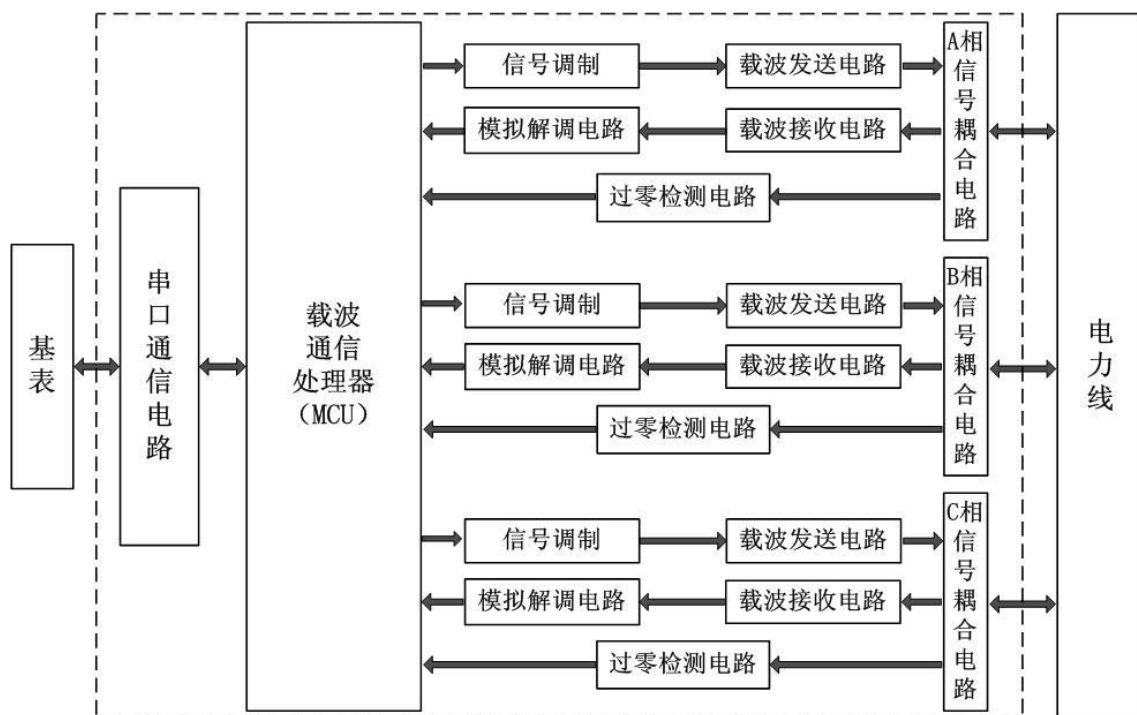 基表
串口通信电路
载波
通信
处理器
（MCU）
信号调制
载波发送电路
模拟解调电路
载波接收电路
过零检测电路
A相信号耦合电路
信号调制
载波发送电路
模拟解调电路
载波接收电路
过零检测电路
B相信号耦合电路
信号调制
载波发送电路
模拟解调电路
载波接收电路
过零检测电路
C相信号耦合电路
电力线